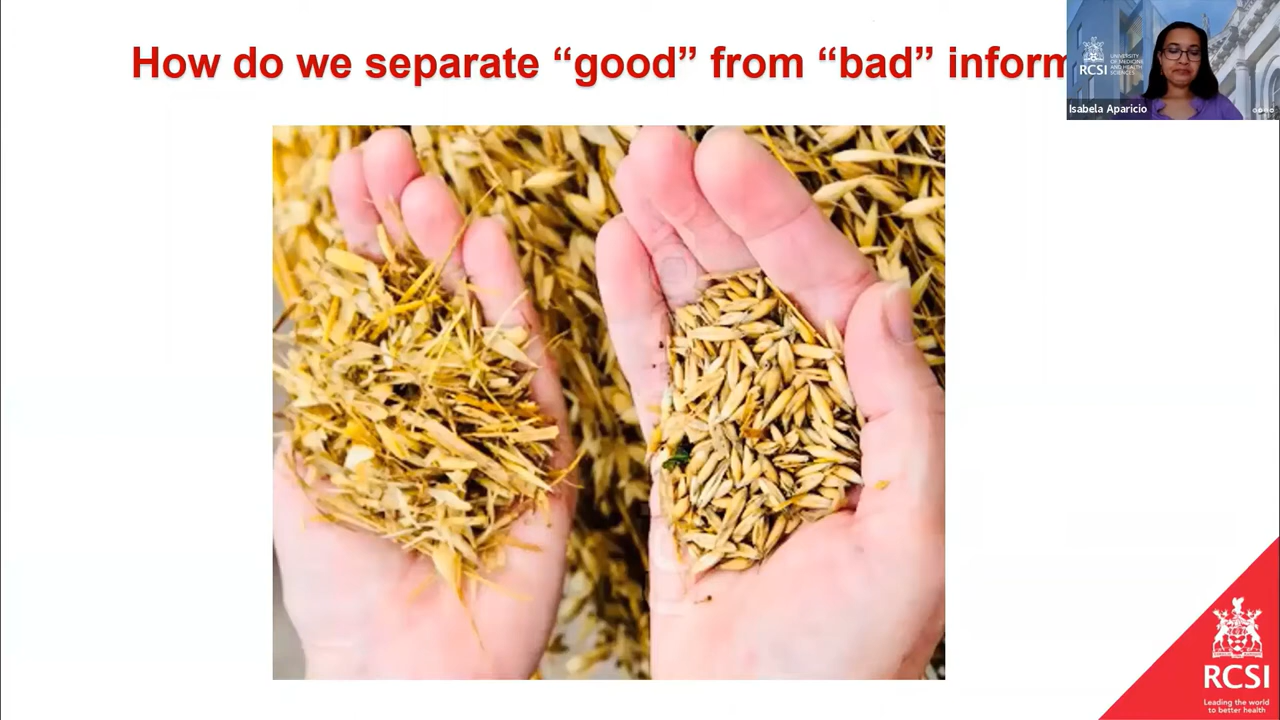 How do we separate “good” from “bad” inform
UNIVERSITY
OF MEDICINE
AND HEALTH
SCIENCES
RCSI
Isabela Aparicio
RCSI
Leading the world
to better health